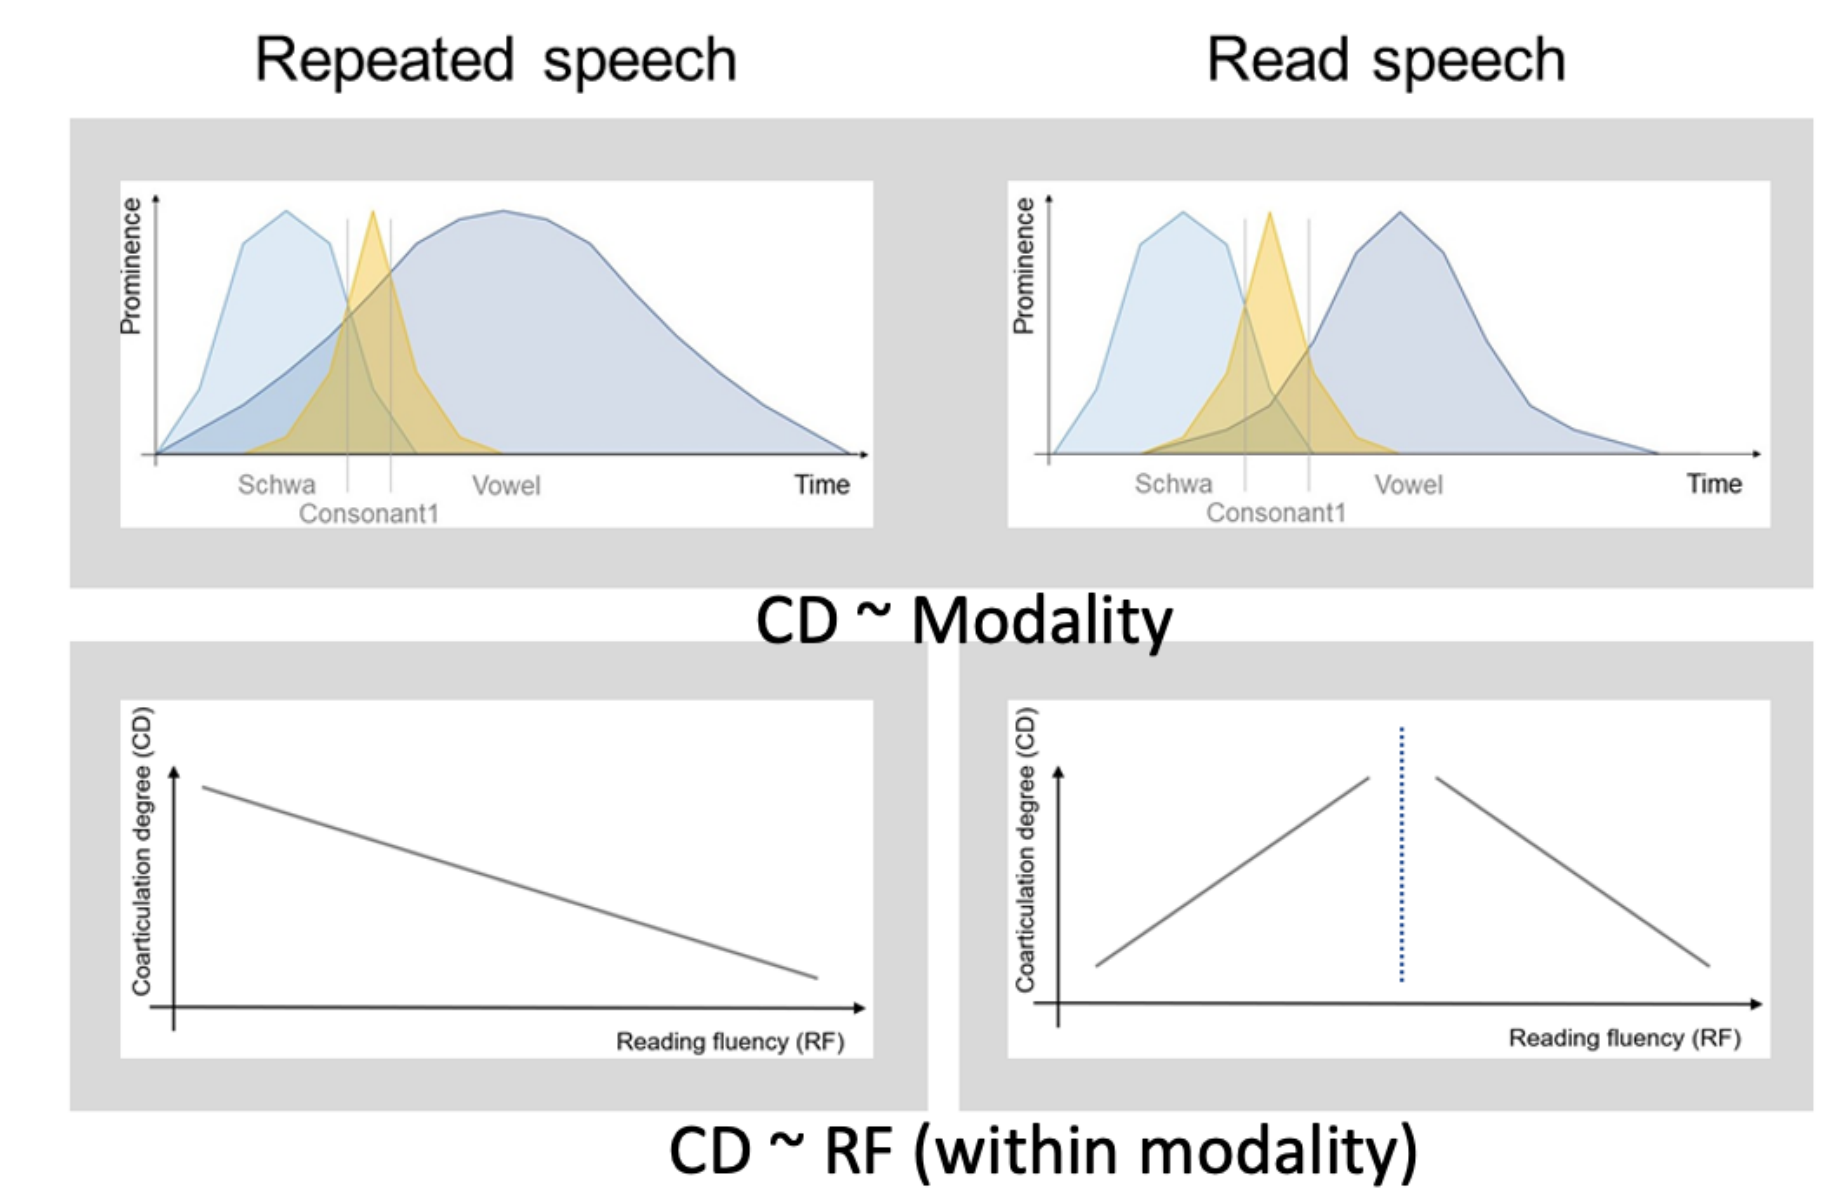 Repeated speech
Read speech
Prominence
Schwa
Consonant1
Vowel
Time
Prominence
Schwa
Consonant1
Vowel
Time
CD ~ Modality
Coarticulation degree (CD)
Reading fluency (RF)
Coarticulation degree (CD)
Reading fluency (RF)
CD ~ RF (within modality)